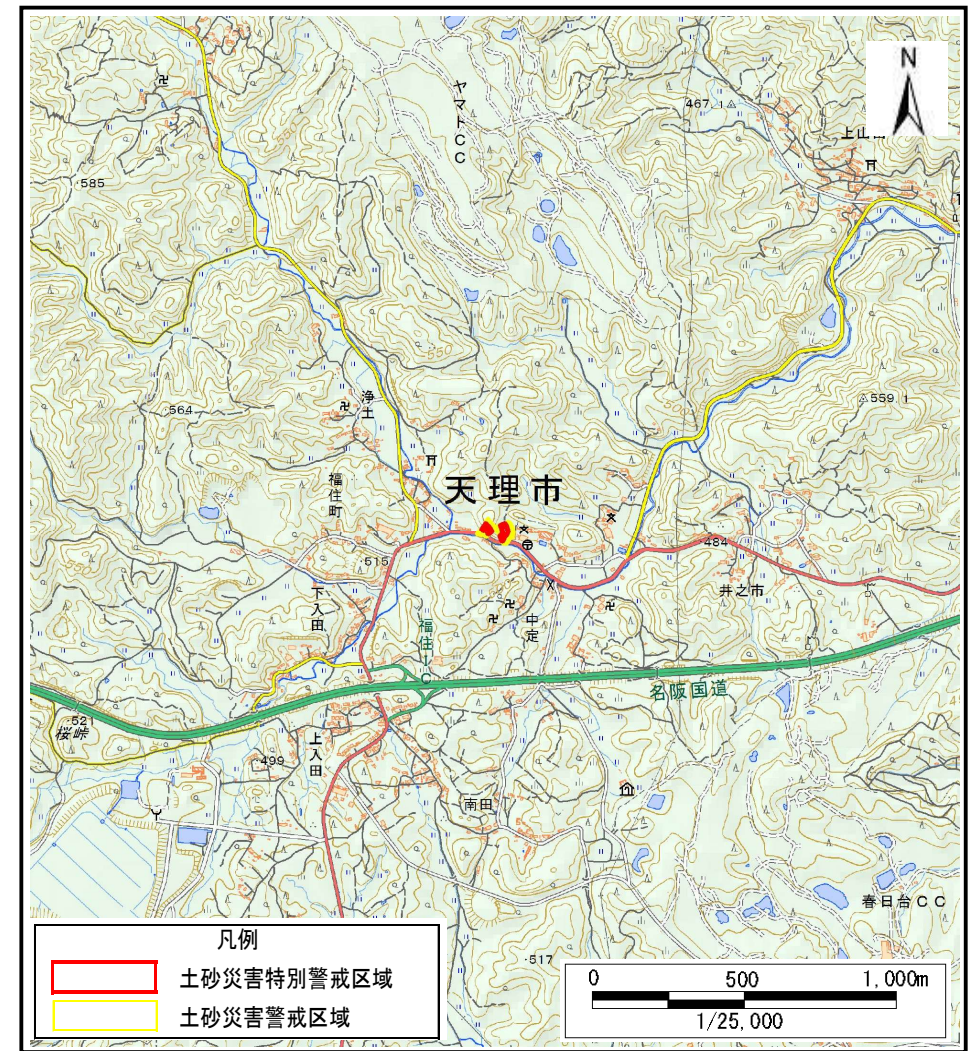 N
ヤマトCC
467.1
上山田
585
550
559.1
564
浄土
天理市
福住町
515
484
井之市
下入田
福住IC
中定
名阪国道
521
桜峠
上入田
499
南田
春日台CC
517
凡例
土砂災害特別警戒区域
土砂災害警戒区域
0 500 1,000m
1/25,000